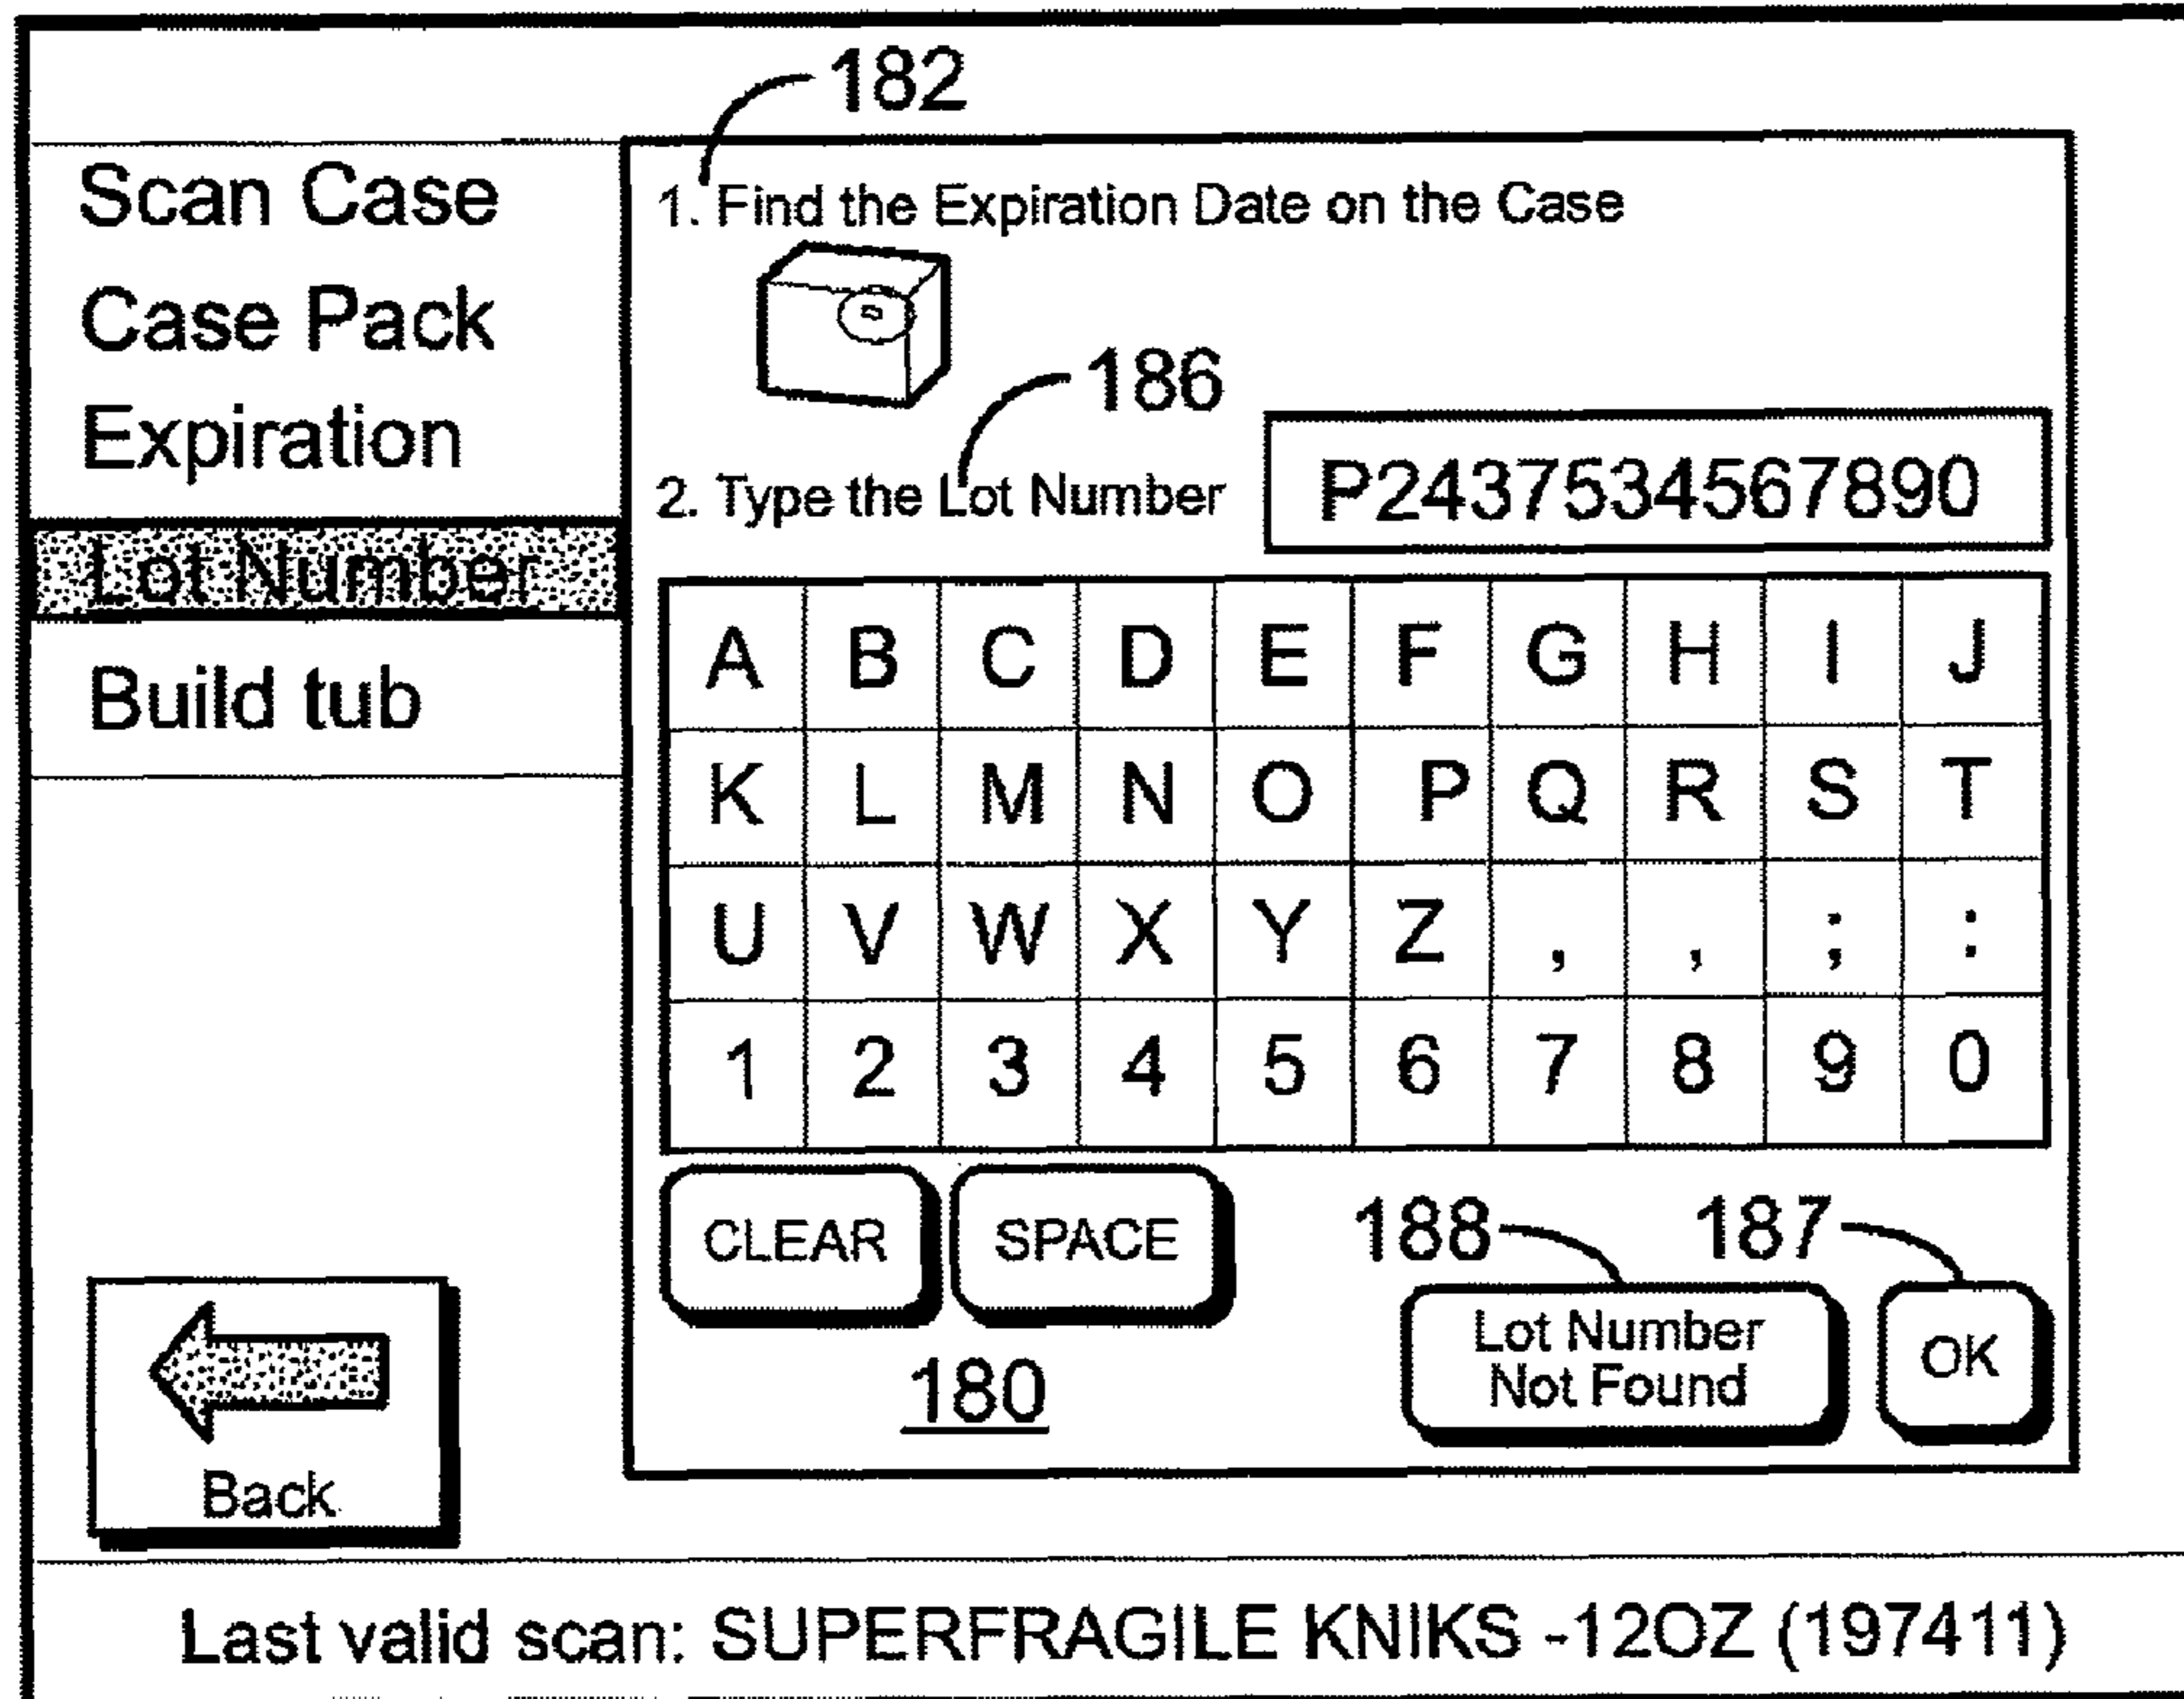 182
Scan Case
Case Pack
Expiration
Lot Number
Build tub
Back
1. Find the Expiration Date on the Case
186
2. Type the Lot Number P2437534567890
A B C D E F G H I J
K L M N O P Q R S T
U V W X Y Z , , ; :
1 2 3 4 5 6 7 8 9 0
CLEAR SPACE
188 187
Lot Number
Not Found
OK
180
Last valid scan: SUPERFRAGILE KNIKS -12OZ (197411)